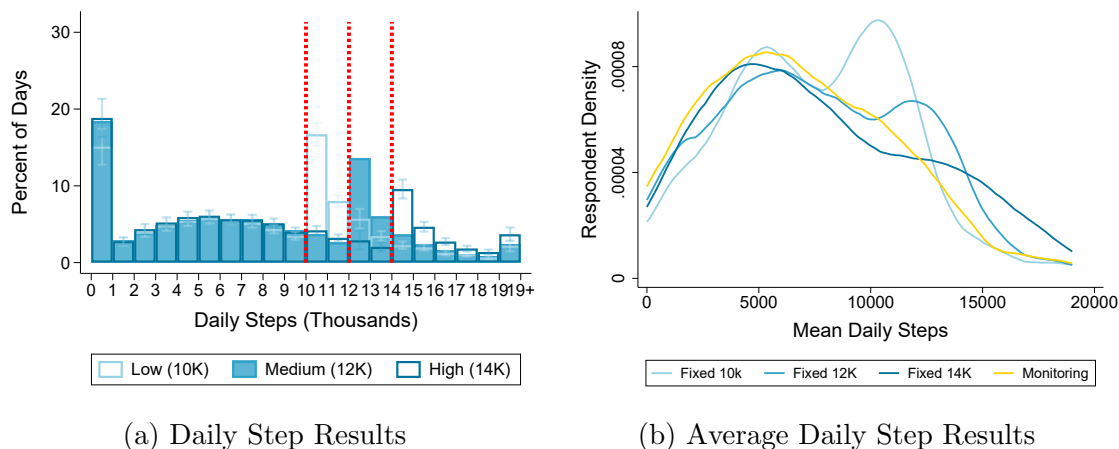 30
20
10
0
Percent of Days
0 1 2 3 4 5 6 7 8 9 10 11 12 13 14 15 16 17 18 19 19+
Daily Steps (Thousands)
Low (10K) Medium (12K) High (14K)
(a) Daily Step Results
.00008
.00004
0
Respondent Density
0 5000 10000 15000 20000
Mean Daily Steps
Fixed 10k Fixed 12K Fixed 14K Monitoring
(b) Average Daily Step Results